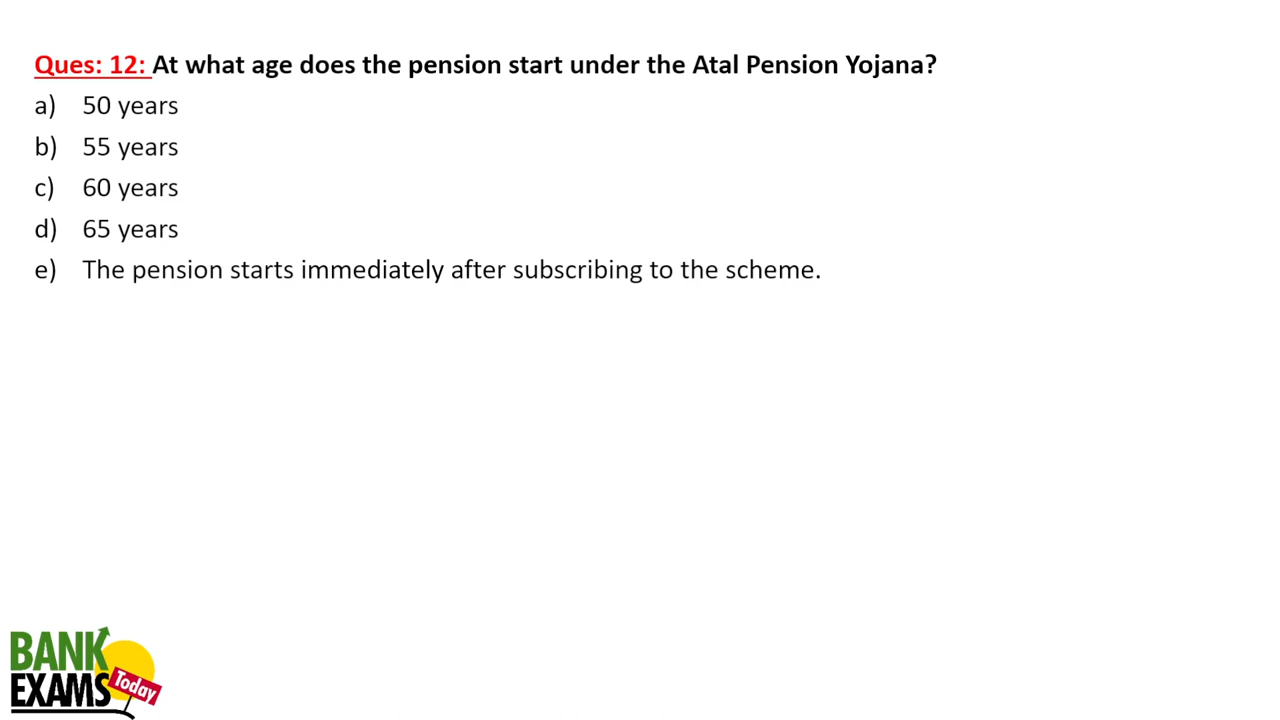 Ques: 12: At what age does the pension start under the Atal Pension Yojana?
a) 50 years
b) 55 years
c) 60 years
d) 65 years
e) The pension starts immediately after subscribing to the scheme.
BANK
EXAMS
Today